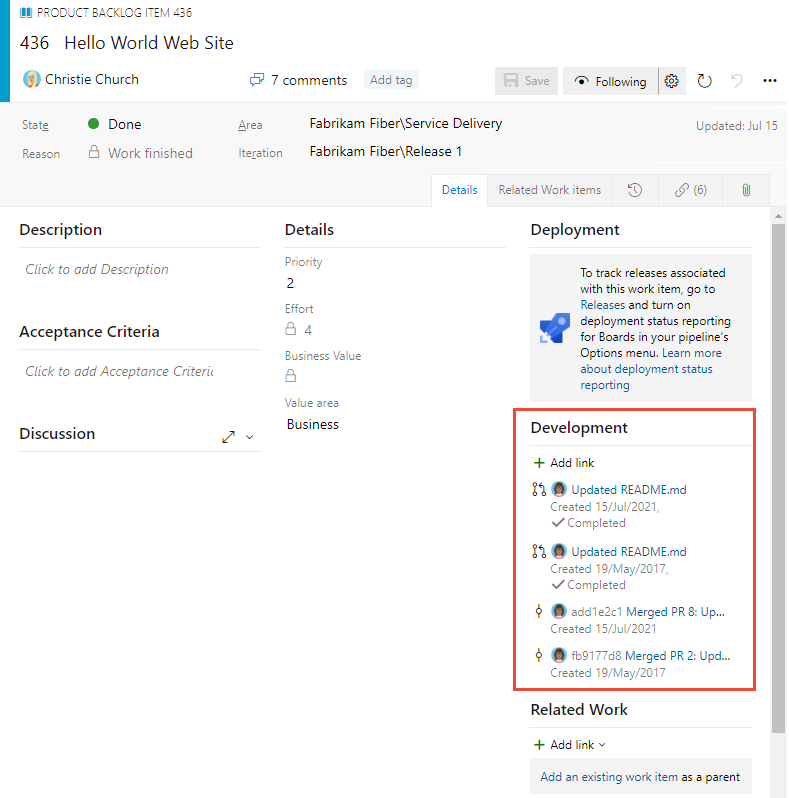 PRODUCT BACKLOG ITEM 436
436 Hello World Web Site
Christie Church
7 comments
Add tag
Save
Following
State
Done
Area
Fabrikam Fiber\Service Delivery
Updated: Jul 15
Reason
Work finished
Iteration
Fabrikam Fiber\Release 1
Details
Related Work items
(6)
Description
Click to add Description
Acceptance Criteria
Click to add Acceptance Criteria
Discussion
Details
Priority
2
Effort
4
Business Value
Value area
Business
Deployment
To track releases associated
with this work item, go to
Releases and turn on
deployment status reporting
for Boards in your pipeline's
Options menu. Learn more
about deployment status
reporting
Development
Add link
Updated README.md
Created 15/Jul/2021,
Completed
Updated README.md
Created 19/May/2017,
Completed
add1e2c1 Merged PR 8: Up...
Created 15/Jul/2021
fb9177d8 Merged PR 2: Upd...
Created 19/May/2017
Related Work
Add link
Add an existing work item as a parent